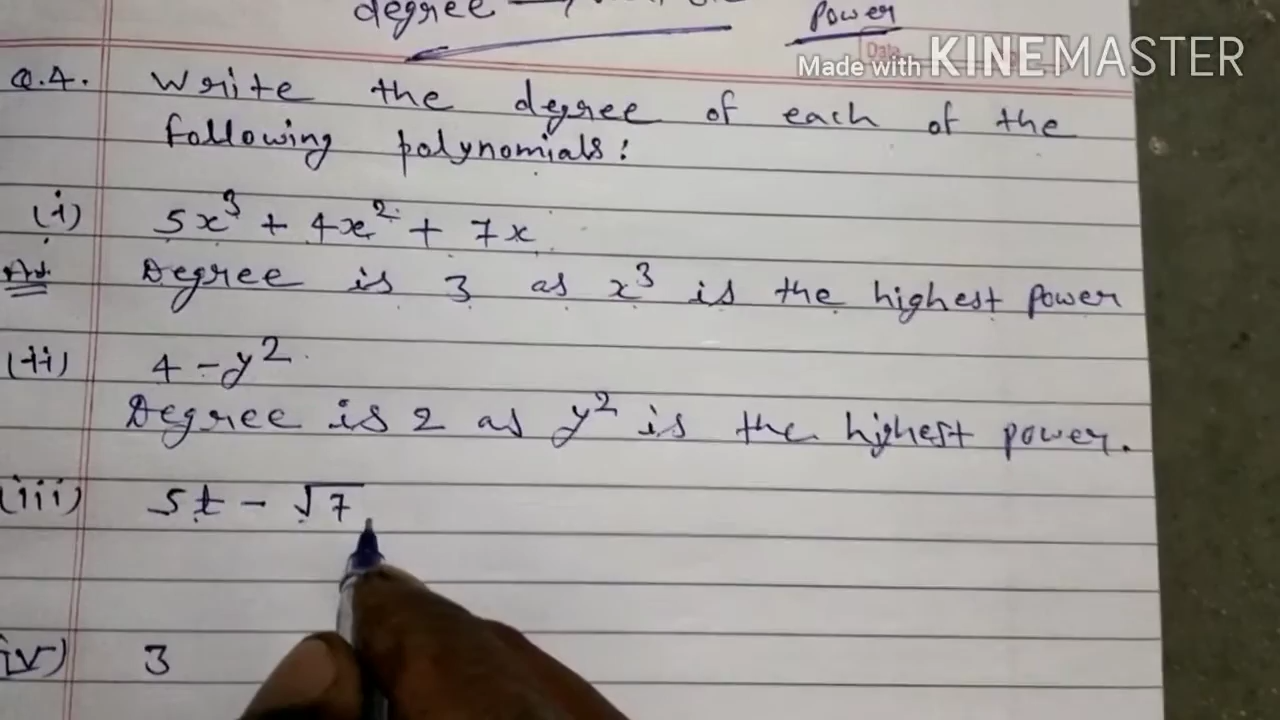 degree
Power
Date
Made with KINEMASTER
Q.4. Write the degree of each of the
following polynomials:
(i) 5x³ + 4x² + 7x
Degree is 3 as x³ is the highest power
(ii) 4 - y²
Degree is 2 as y² is the highest power.
(iii) 5t - √7
(iv) 3